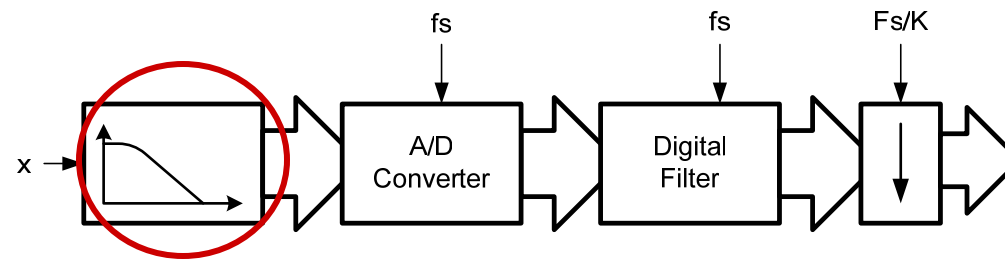 fs
fs
Fs/K
x
A/D
Converter
Digital
Filter